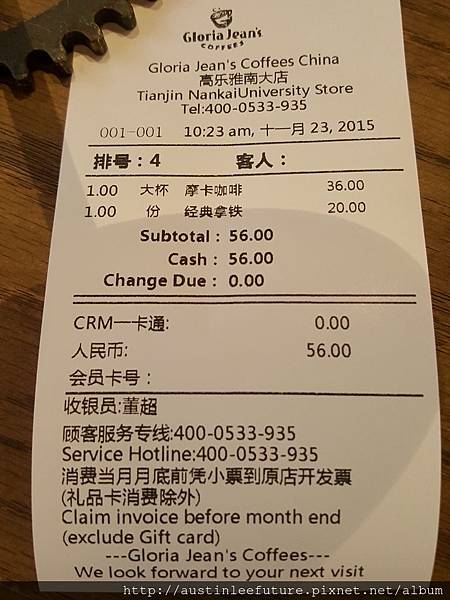 Gloria Jean's
COFFEES
Gloria Jean's Coffees China
高乐雅南大店
Tianjin NankaiUniversity Store
Tel:400-0533-935
001-001 10:23 am, 十一月 23, 2015
排号：4 客人：
1.00 大杯 摩卡咖啡 36.00
1.00 份 经典拿铁 20.00
Subtotal : 56.00
Cash : 56.00
Change Due : 0.00
CRM一卡通: 0.00
人民币: 56.00
会员卡号：
收银员:董超
顾客服务专线:400-0533-935
Service Hotline:400-0533-935
消费当月月底前凭小票到原店开发票
(礼品卡消费除外)
Claim invoice before month end
(exclude Gift card)
---Gloria Jean's Coffees---
We look forward to your next visit
http://austinleefuture.pixnet.net/album